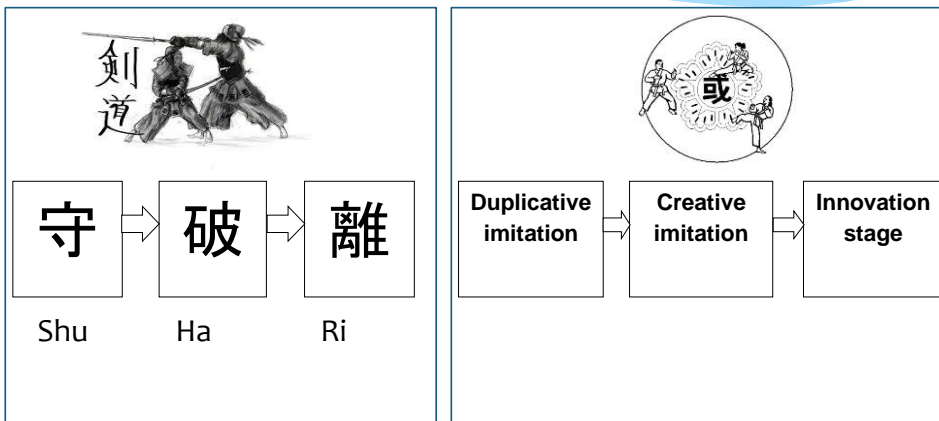 剣
道
守
破
離
Shu
Ha
Ri
或
Duplicative
imitation
Creative
imitation
Innovation
stage